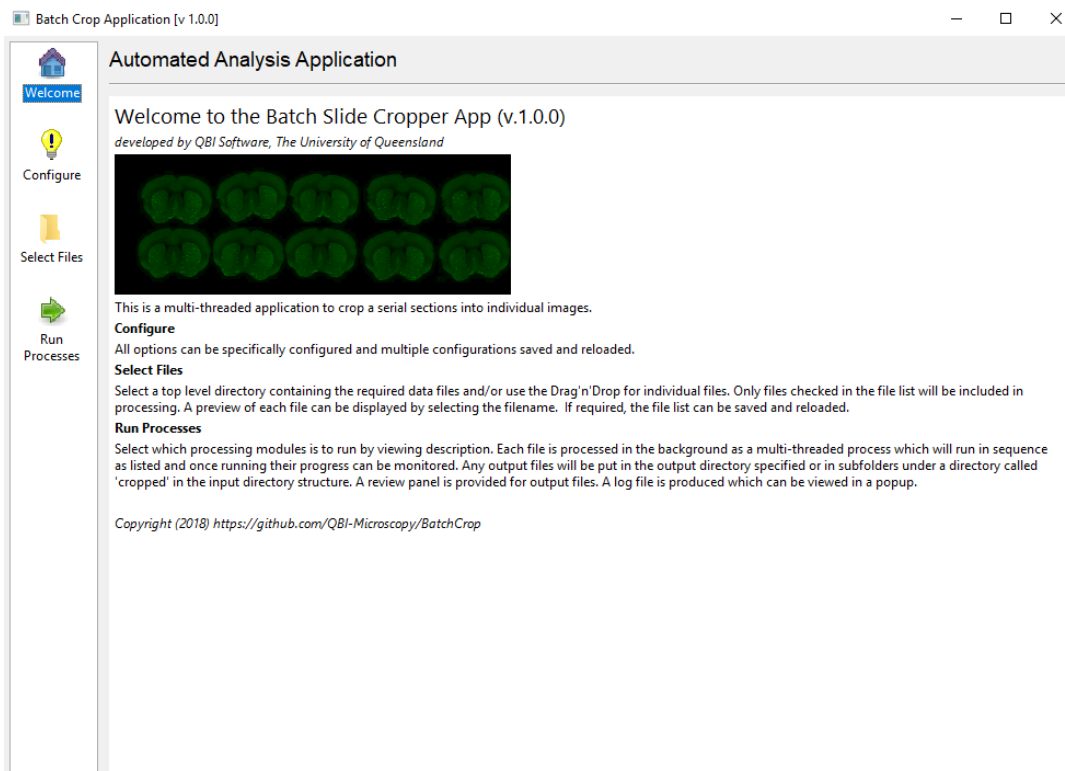 Batch Crop Application [v 1.0.0]
Welcome
Configure
Select Files
Run
Processes
Automated Analysis Application
Welcome to the Batch Slide Cropper App (v.1.0.0)
developed by QBI Software, The University of Queensland
This is a multi-threaded application to crop a serial sections into individual images.
Configure
All options can be specifically configured and multiple configurations saved and reloaded.
Select Files
Select a top level directory containing the required data files and/or use the Drag'n'Drop for individual files. Only files checked in the file list will be included in
processing. A preview of each file can be displayed by selecting the filename.  If required, the file list can be saved and reloaded.
Run Processes
Select which processing modules is to run by viewing description. Each file is processed in the background as a multi-threaded process which will run in sequence
as listed and once running their progress can be monitored. Any output files will be put in the output directory specified or in subfolders under a directory called
'cropped' in the input directory structure. A review panel is provided for output files. A log file is produced which can be viewed in a popup.
Copyright (2018) https://github.com/QBI-Microscopy/BatchCrop